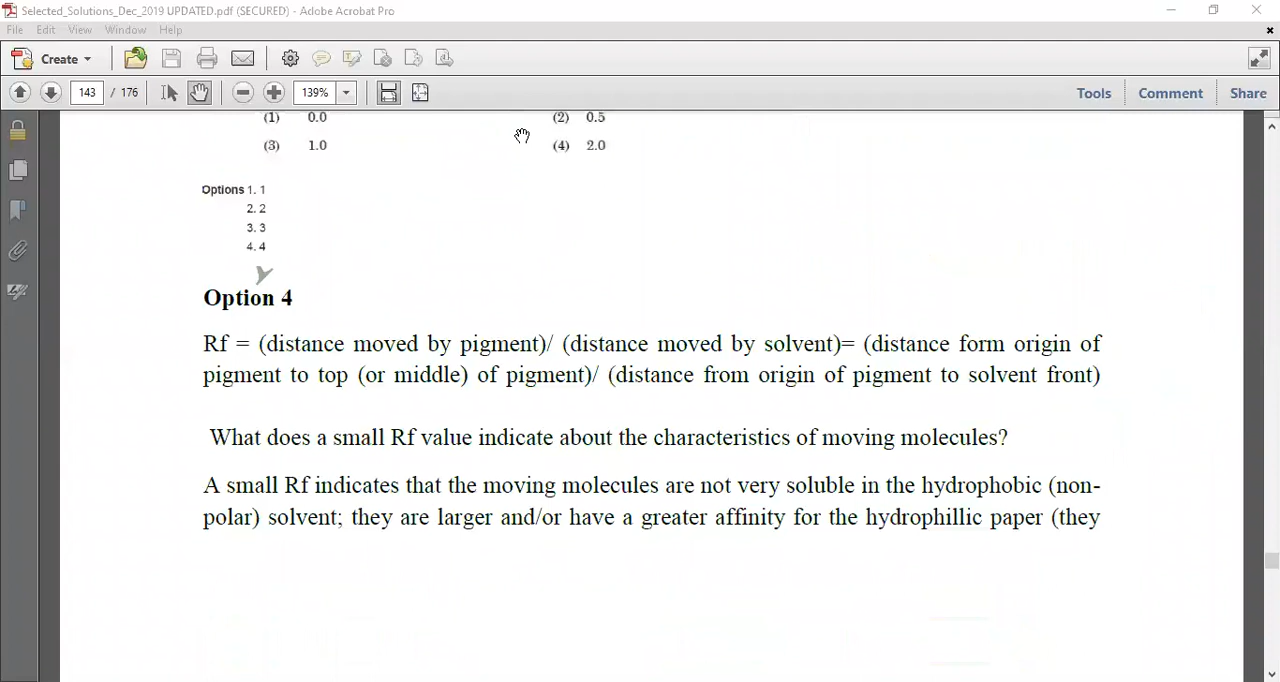 Selected_Solutions_Dec_2019 UPDATED.pdf (SECURED) - Adobe Acrobat Pro
File Edit View Window Help
Create
143 / 176 139% Tools Comment Share
(1) 0.0 (2) 0.5
(3) 1.0 (4) 2.0
Options 1. 1
2. 2
3. 3
4. 4
Option 4
Rf = (distance moved by pigment)/ (distance moved by solvent)= (distance form origin of
pigment to top (or middle) of pigment)/ (distance from origin of pigment to solvent front)
What does a small Rf value indicate about the characteristics of moving molecules?
A small Rf indicates that the moving molecules are not very soluble in the hydrophobic (non-
polar) solvent; they are larger and/or have a greater affinity for the hydrophillic paper (they